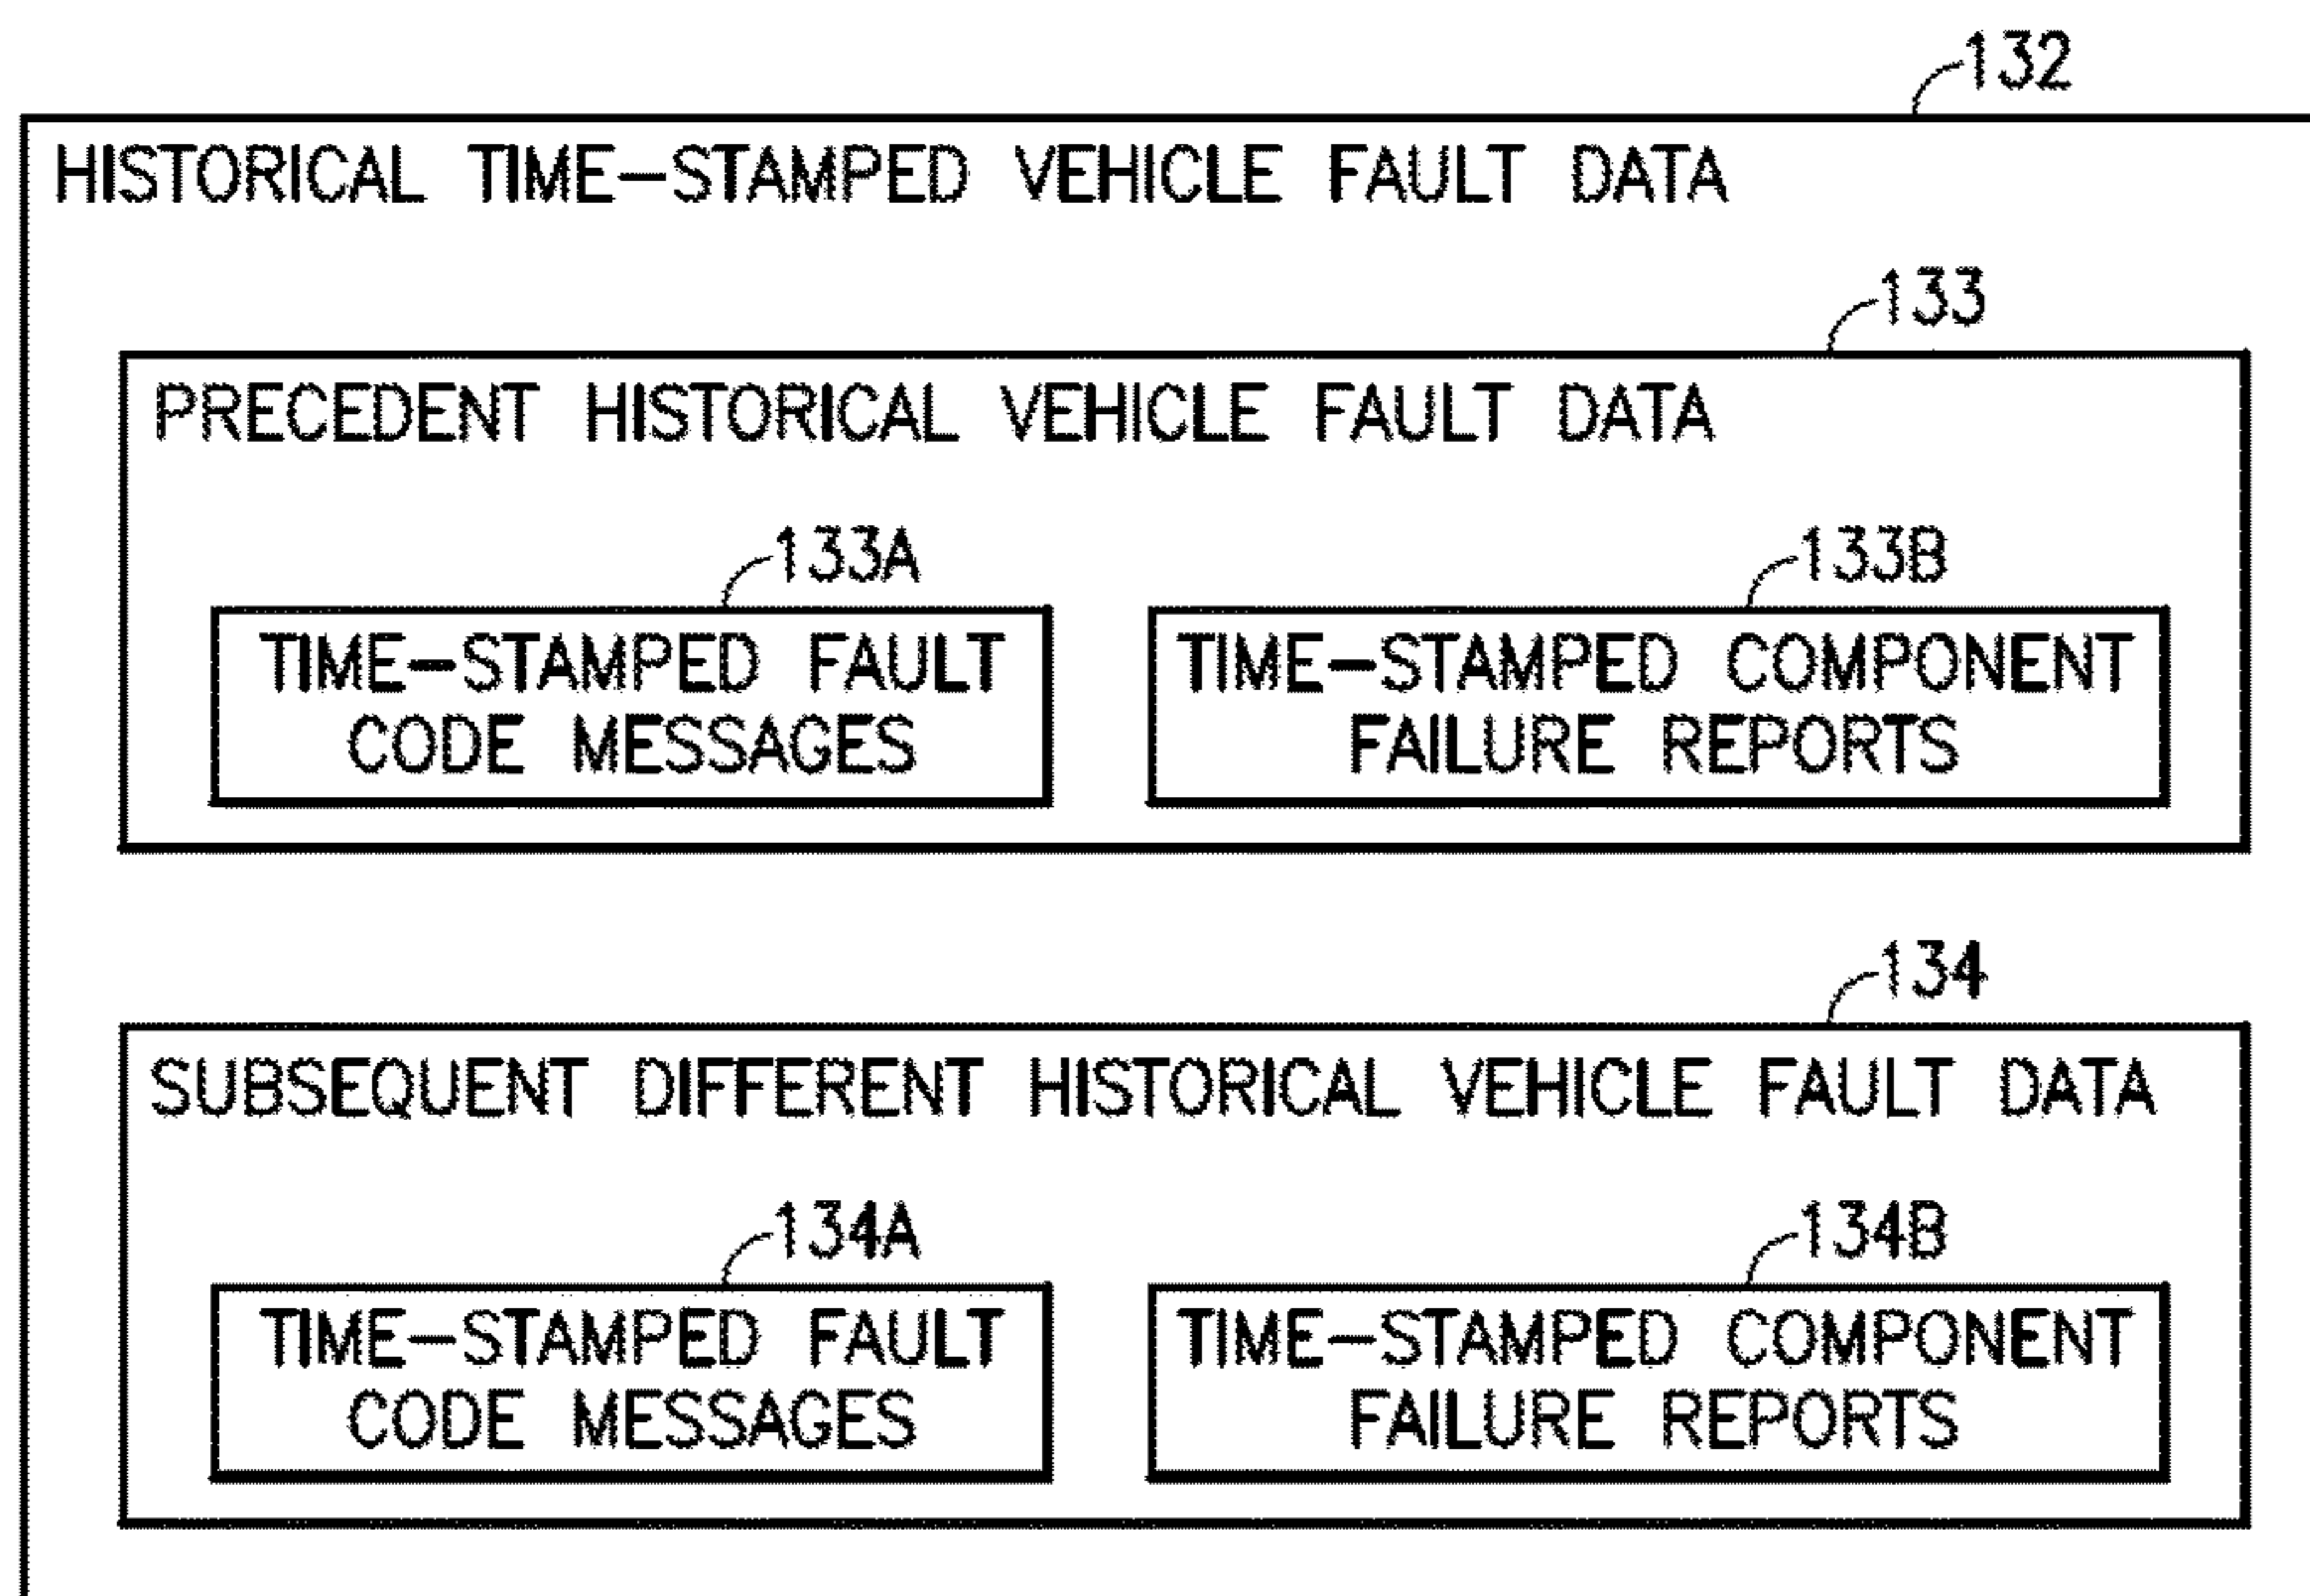 132
HISTORICAL TIME-STAMPED VEHICLE FAULT DATA
133
PRECEDENT HISTORICAL VEHICLE FAULT DATA
133A
133B
TIME-STAMPED FAULT
CODE MESSAGES
TIME-STAMPED COMPONENT
FAILURE REPORTS
134
SUBSEQUENT DIFFERENT HISTORICAL VEHICLE FAULT DATA
134A
134B
TIME-STAMPED FAULT
CODE MESSAGES
TIME-STAMPED COMPONENT
FAILURE REPORTS